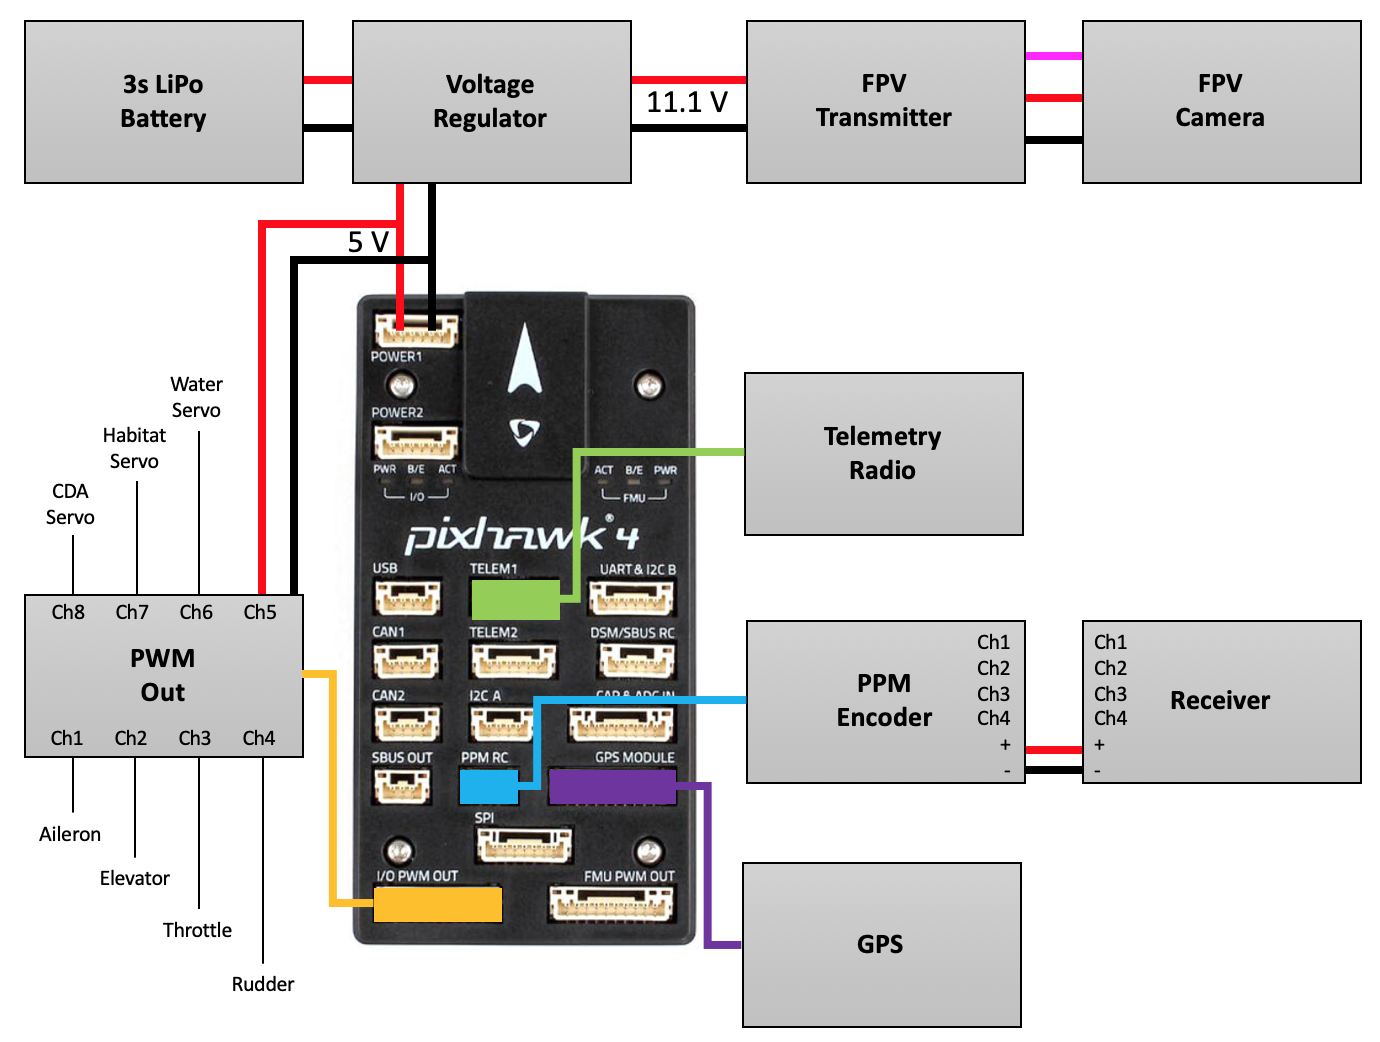 3s LiPo
Battery
Voltage
Regulator
11.1 V
FPV
Transmitter
FPV
Camera
5 V
POWER1
POWER2
PWR B/E ACT
I/O
ACT B/E PWR
FMU
pixhawk® 4
USB
TELEM1
UART & I2C B
CAN1
TELEM2
DSM/SBUS RC
CAN2
I2C A
CAP & ADC IN
SBUS OUT
PPM RC
GPS MODULE
SPI
I/O PWM OUT
FMU PWM OUT
Telemetry
Radio
Water
Servo
Habitat
Servo
CDA
Servo
Ch8 Ch7 Ch6 Ch5
PWM
Out
Ch1 Ch2 Ch3 Ch4
Aileron
Elevator
Throttle
Rudder
PPM
Encoder
Ch1
Ch2
Ch3
Ch4
+
-
Ch1
Ch2
Ch3
Ch4
+
-
Receiver
GPS